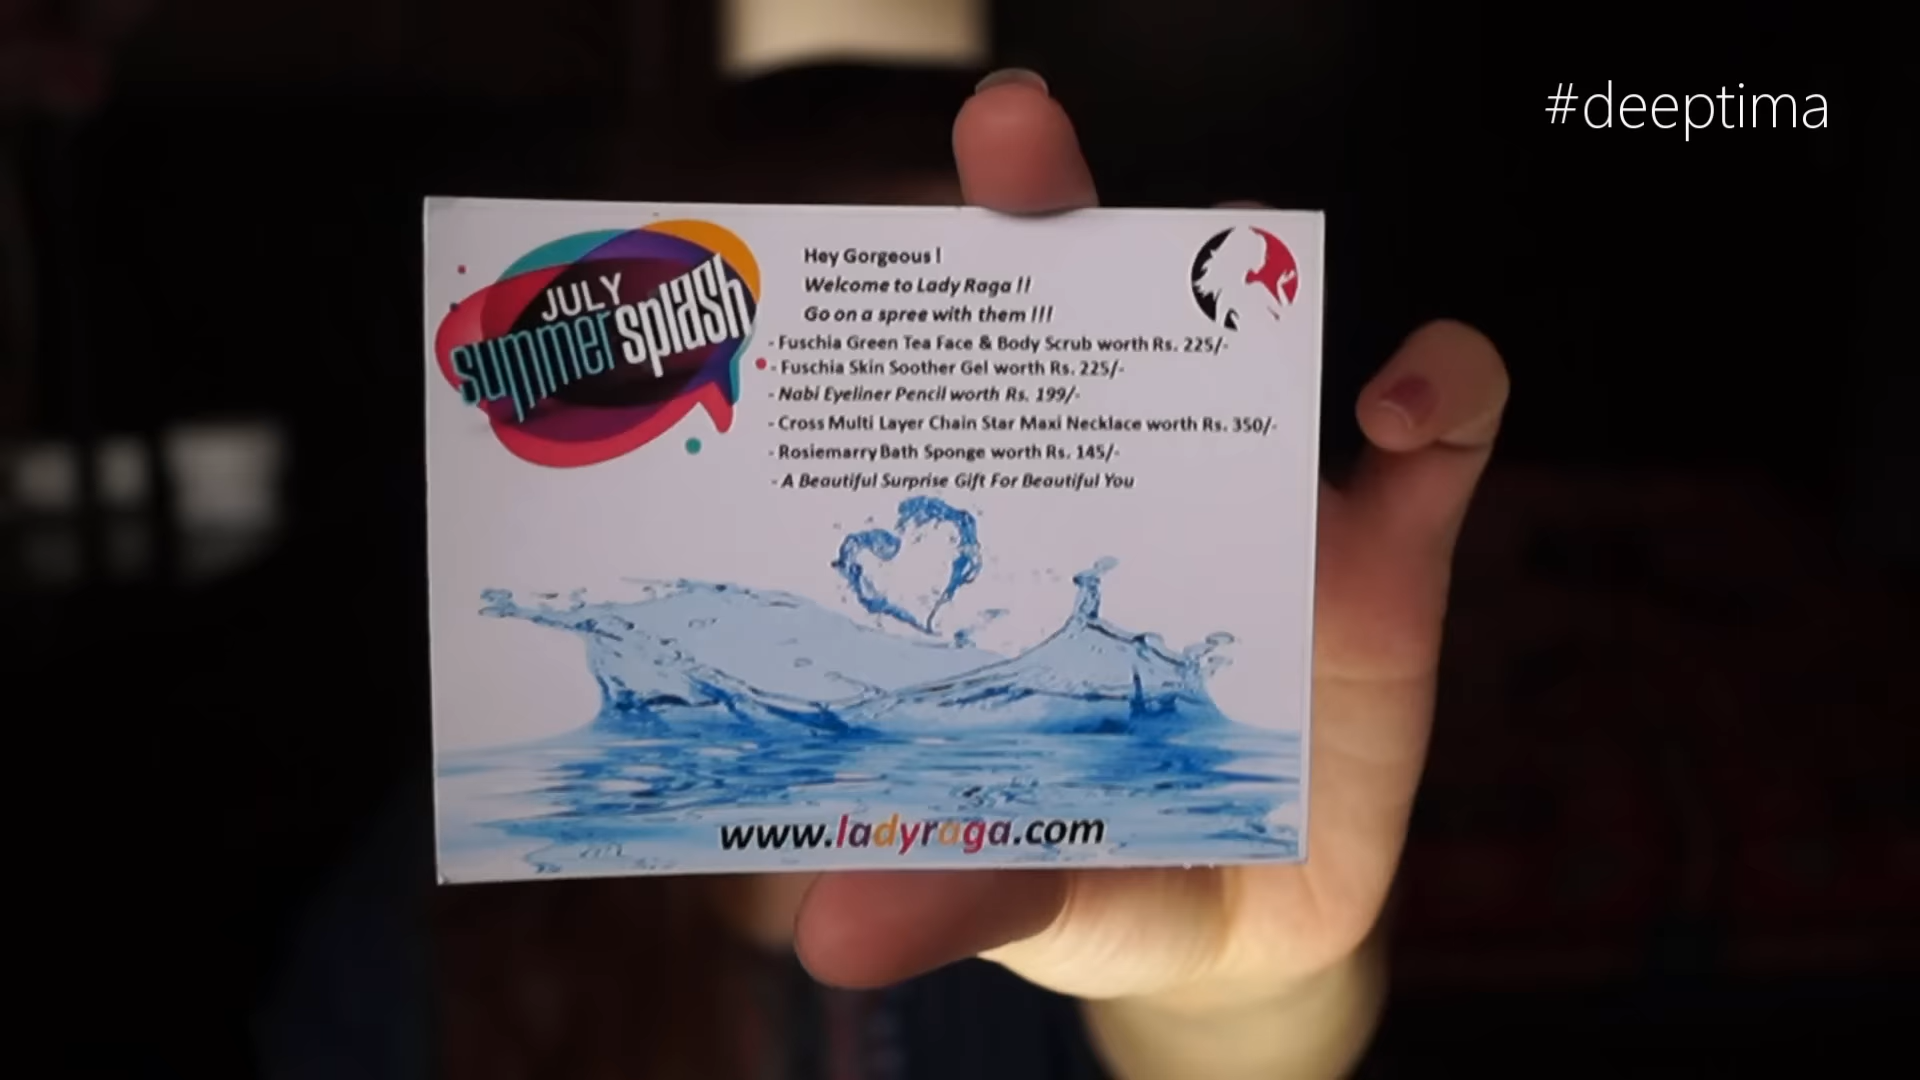 #deeptima
JULY
summer splash
Hey Gorgeous !
Welcome to Lady Raga !!
Go on a spree with them !!!
- Fuschia Green Tea Face & Body Scrub worth Rs. 225/-
- Fuschia Skin Soother Gel worth Rs. 225/-
- Nabi Eyeliner Pencil worth Rs. 199/-
- Cross Multi Layer Chain Star Maxi Necklace worth Rs. 350/-
- Rosiemarry Bath Sponge worth Rs. 145/-
- A Beautiful Surprise Gift For Beautiful You
www.ladyraga.com